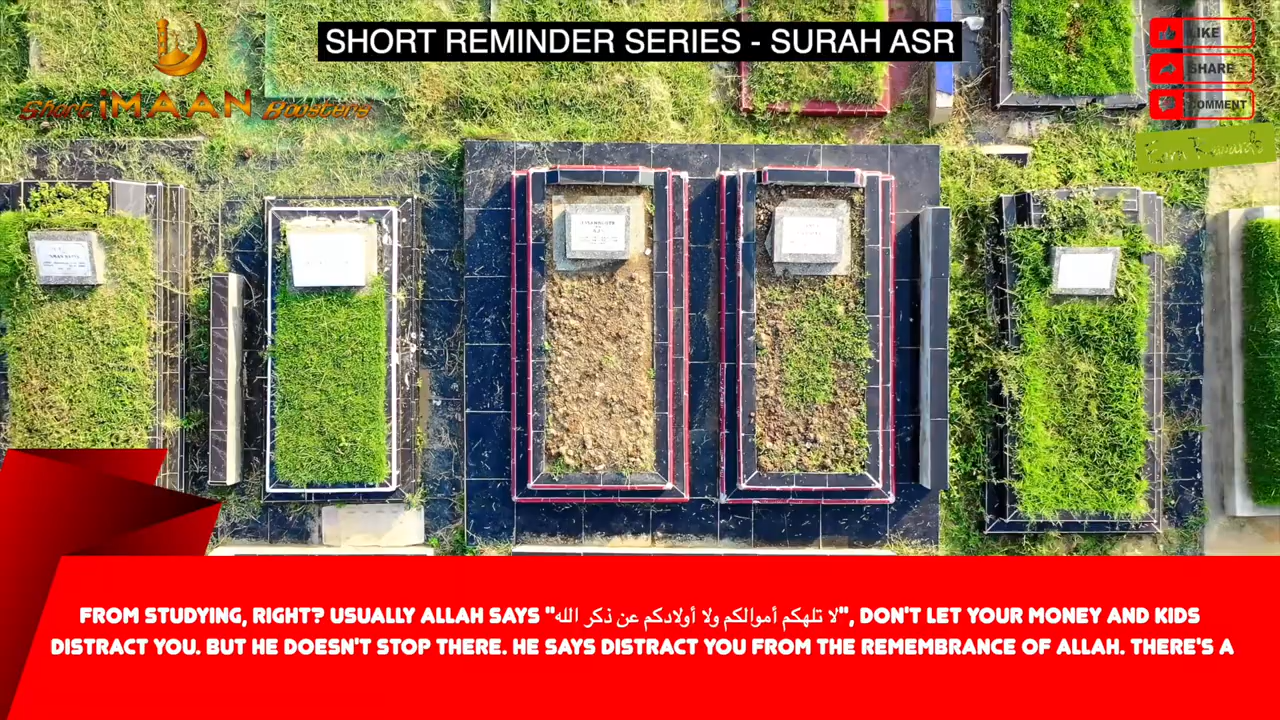 SHORT REMINDER SERIES - SURAH ASR
Short iMAAN Boosters
LIKE
SHARE
COMMENT
Earn Rewards
FROM STUDYING, RIGHT? USUALLY ALLAH SAYS "لا تلهكم أموالكم ولا أولادكم عن ذكر الله", DON'T LET YOUR MONEY AND KIDS
DISTRACT YOU. BUT HE DOESN'T STOP THERE. HE SAYS DISTRACT YOU FROM THE REMEMBRANCE OF ALLAH. THERE'S A